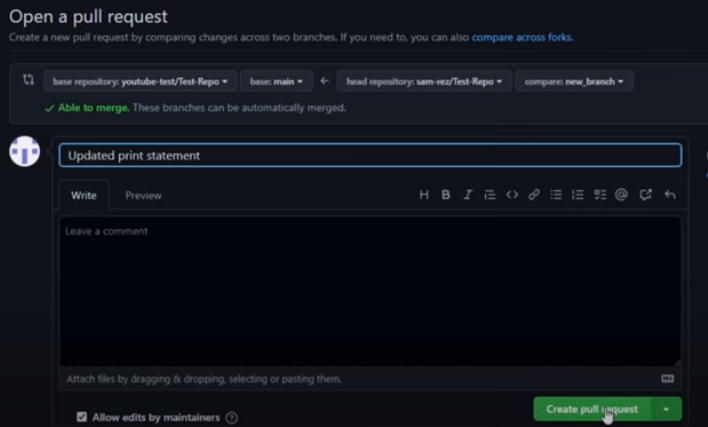 Open a pull request
Create a new pull request by comparing changes across two branches. If you need to, you can also compare across forks.
base repository: youtube-test/Test-Repo base: main ← head repository: sam-rez/Test-Repo compare: new_branch
✓ Able to merge. These branches can be automatically merged.
Updated print statement
Write Preview H B I <> @
Leave a comment
Attach files by dragging & dropping, selecting or pasting them.
Allow edits by maintainers ?
Create pull request